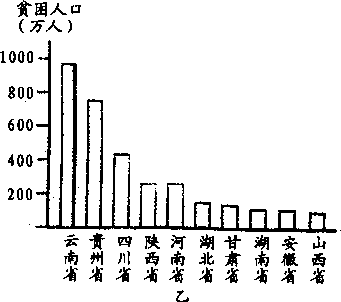 贫困人口
(万人)
1000
800
600
400
200
云南省
贵州省
四川省
陕西省
河南省
湖北省
甘肃省
湖南省
安徽省
山西省
乙